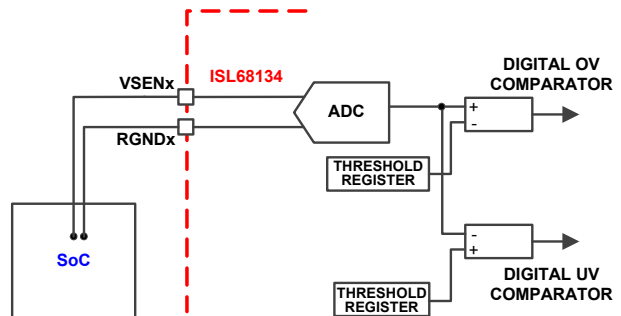 DIGITAL OV
COMPARATOR
VSENx
ISL68134
ADC
+
-
RGNDx
THRESHOLD
REGISTER
-
+
SoC
DIGITAL UV
COMPARATOR
THRESHOLD
REGISTER